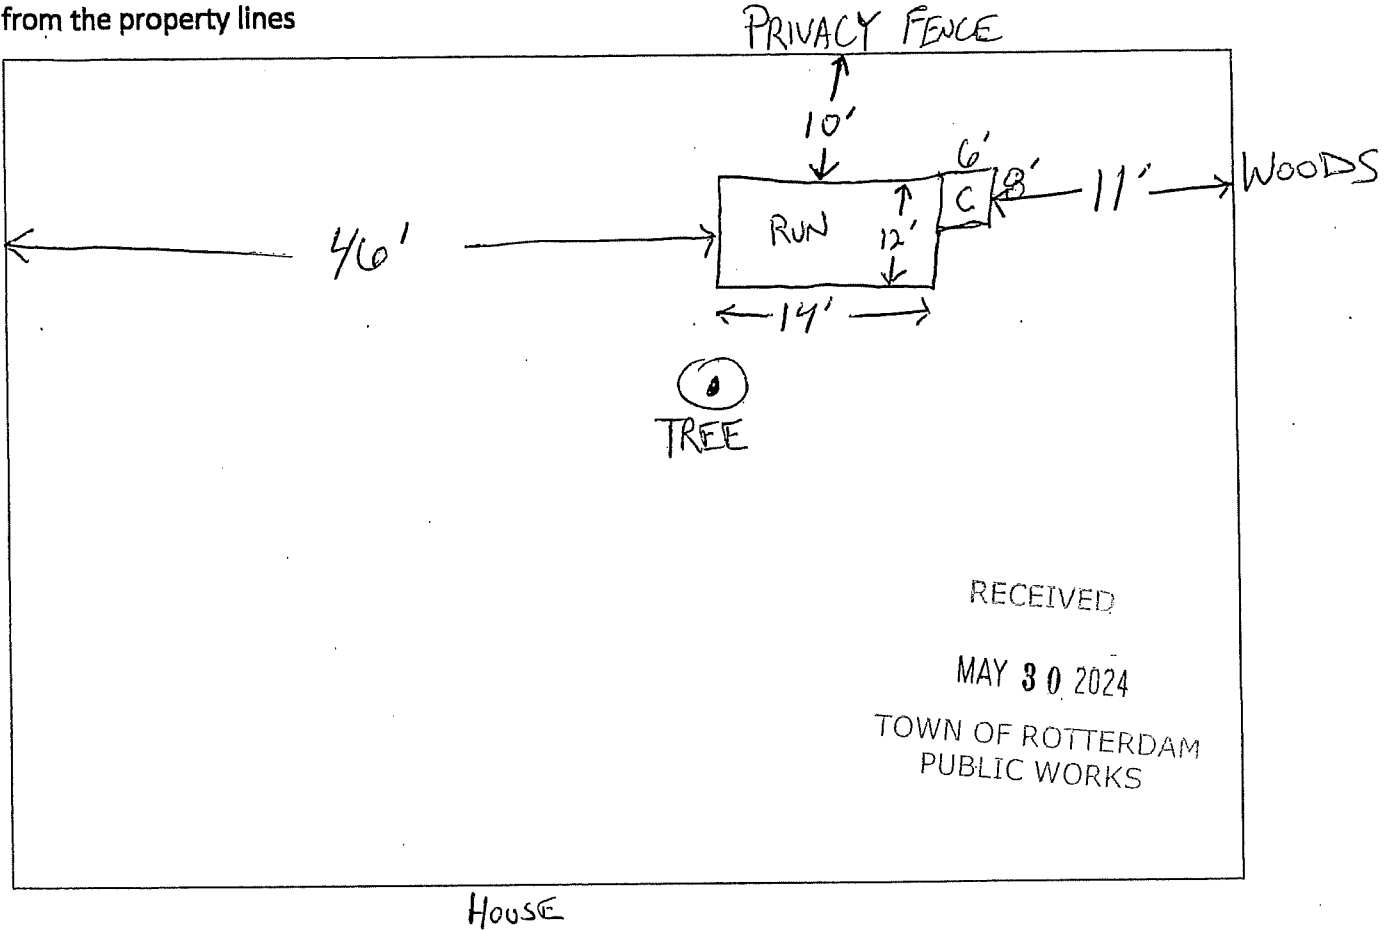 from the property lines
PRIVACY FENCE
10'
6'
8'
11'
WOODS
C
RUN
12'
46'
14'
TREE
RECEIVED
MAY 30 2024
TOWN OF ROTTERDAM
PUBLIC WORKS
HOUSE